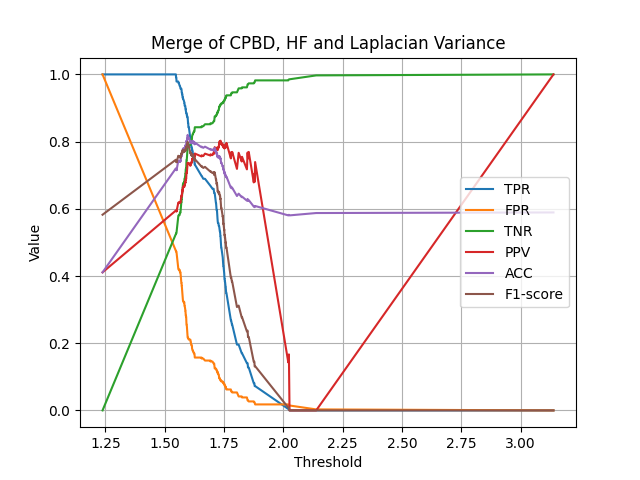 Merge of CPBD, HF and Laplacian Variance
1.0
0.8
0.6
0.4
0.2
0.0
Value
TPR
FPR
TNR
PPV
ACC
F1-score
1.25
1.50
1.75
2.00
2.25
2.50
2.75
3.00
Threshold